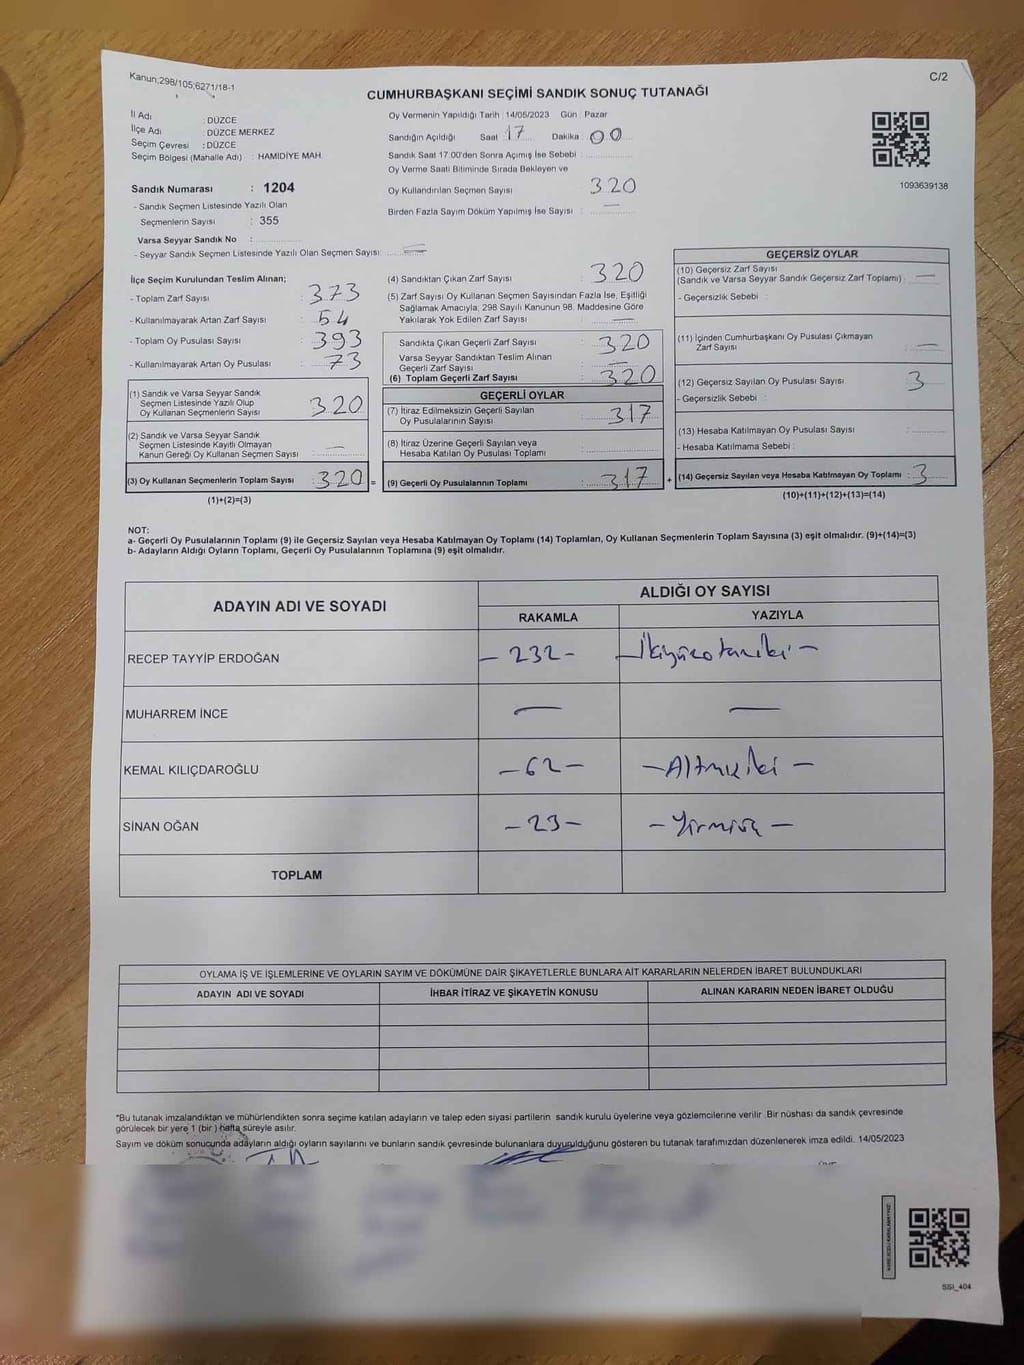 Kanun;298/105;6271/18-1
C/2
CUMHURBAŞKANI SEÇİMİ SANDIK SONUÇ TUTANAĞI
İl Adı : DÜZCE
İlçe Adı : DÜZCE MERKEZ
Seçim Çevresi : DÜZCE
Seçim Bölgesi (Mahalle Adı) : HAMIDİYE MAH
Sandık Numarası : 1204
- Sandık Seçmen Listesinde Yazılı Olan
Seçmenlerin Sayısı : 355
Varsa Seyyar Sandık No :
- Seyyar Sandık Seçmen Listesinde Yazılı Olan Seçmen Sayısı: —
Oy Vermenin Yapıldığı Tarih : 14/05/2023 Gün : Pazar
Sandığın Açıldığı Saat : 17 Dakika : 00
Sandık Saat 17:00'den Sonra Açımış İse Sebebi :
Oy Verme Saati Bitiminde Sırada Bekleyen ve
Oy Kullandırılan Seçmen Sayısı : 320
Birden Fazla Sayım Döküm Yapılmış İse Sayısı : —
1093639138
İlçe Seçim Kurulundan Teslim Alınan;
- Toplam Zarf Sayısı : 373
- Kullanılmayarak Artan Zarf Sayısı : 54
- Toplam Oy Pusulası Sayısı : 393
- Kullanılmayarak Artan Oy Pusulası : 73
(1) Sandık ve Varsa Seyyar Sandık
Seçmen Listesinde Yazılı Olup
Oy Kullanan Seçmenlerin Sayısı : 320
(2) Sandık ve Varsa Seyyar Sandık
Seçmen Listesinde Kayıtlı Olmayan
Kanun Gereği Oy Kullanan Seçmen Sayısı : —
(3) Oy Kullanan Seçmenlerin Toplam Sayısı : 320 =
(1)+(2)=(3)
(4) Sandıktan Çıkan Zarf Sayısı : 320
(5) Zarf Sayısı Oy Kullanan Seçmen Sayısından Fazla İse, Eşitliği
Sağlamak Amacıyla; 298 Sayılı Kanunun 98. Maddesine Göre
Yakılarak Yok Edilen Zarf Sayısı : —
Sandıkta Çıkan Geçerli Zarf Sayısı : 320
Varsa Seyyar Sandıktan Teslim Alınan
Geçerli Zarf Sayısı : —
(6) Toplam Geçerli Zarf Sayısı : 320
GEÇERLİ OYLAR
(7) İtiraz Edilmeksizin Geçerli Sayılan
Oy Pusulalarının Sayısı : 317
(8) İtiraz Üzerine Geçerli Sayılan veya
Hesaba Katılan Oy Pusulası Toplamı :
(9) Geçerli Oy Pusulalarının Toplamı : 317 +
GEÇERSİZ OYLAR
(10) Geçersiz Zarf Sayısı
(Sandık ve Varsa Seyyar Sandık Geçersiz Zarf Toplamı) : —
- Geçersizlik Sebebi :
(11) İçinden Cumhurbaşkanı Oy Pusulası Çıkmayan
Zarf Sayısı : —
(12) Geçersiz Sayılan Oy Pusulası Sayısı : 3
- Geçersizlik Sebebi :
(13) Hesaba Katılmayan Oy Pusulası Sayısı :
- Hesaba Katılmama Sebebi :
(14) Geçersiz Sayılan veya Hesaba Katılmayan Oy Toplamı : 3
(10)+(11)+(12)+(13)=(14)
NOT:
a- Geçerli Oy Pusulalarının Toplamı (9) ile Geçersiz Sayılan veya Hesaba Katılmayan Oy Toplamı (14) Toplamları, Oy Kullanan Seçmenlerin Toplam Sayısına (3) eşit olmalıdır. (9)+(14)=(3)
b- Adayların Aldığı Oyların Toplamı, Geçerli Oy Pusulalarının Toplamına (9) eşit olmalıdır.
ADAYIN ADI VE SOYADI
ALDIĞI OY SAYISI
RAKAMLA YAZIYLA
RECEP TAYYİP ERDOĞAN - 232 - - İkiyüzotuziki -
MUHARREM İNCE — —
KEMAL KILIÇDAROĞLU - 62 - - Altmışiki -
SİNAN OĞAN - 23 - - Yirmiüç -
TOPLAM
OYLAMA İŞ VE İŞLEMLERİNE VE OYLARIN SAYIM VE DÖKÜMÜNE DAİR ŞİKAYETLERLE BUNLARA AİT KARARLARIN NELERDEN İBARET BULUNDUKLARI
ADAYIN ADI VE SOYADI İHBAR İTİRAZ VE ŞİKAYETİN KONUSU ALINAN KARARIN NEDEN İBARET OLDUĞU
*Bu tutanak imzalandıktan ve mühürlendikten sonra seçime katılan adayların ve talep eden siyasi partilerin sandık kurulu üyelerine veya gözlemcilerine verilir .Bir nüshası da sandık çevresinde
görülecek bir yere 1 (bir ) hafta süreyle asılır.
Sayım ve döküm sonucunda adayların aldığı oyların sayılarını ve bunların sandık çevresinde bulunanlara duyurulduğunu gösteren bu tutanak tarafımızdan düzenlenerek imza edildi. 14/05/2023
SSI_404